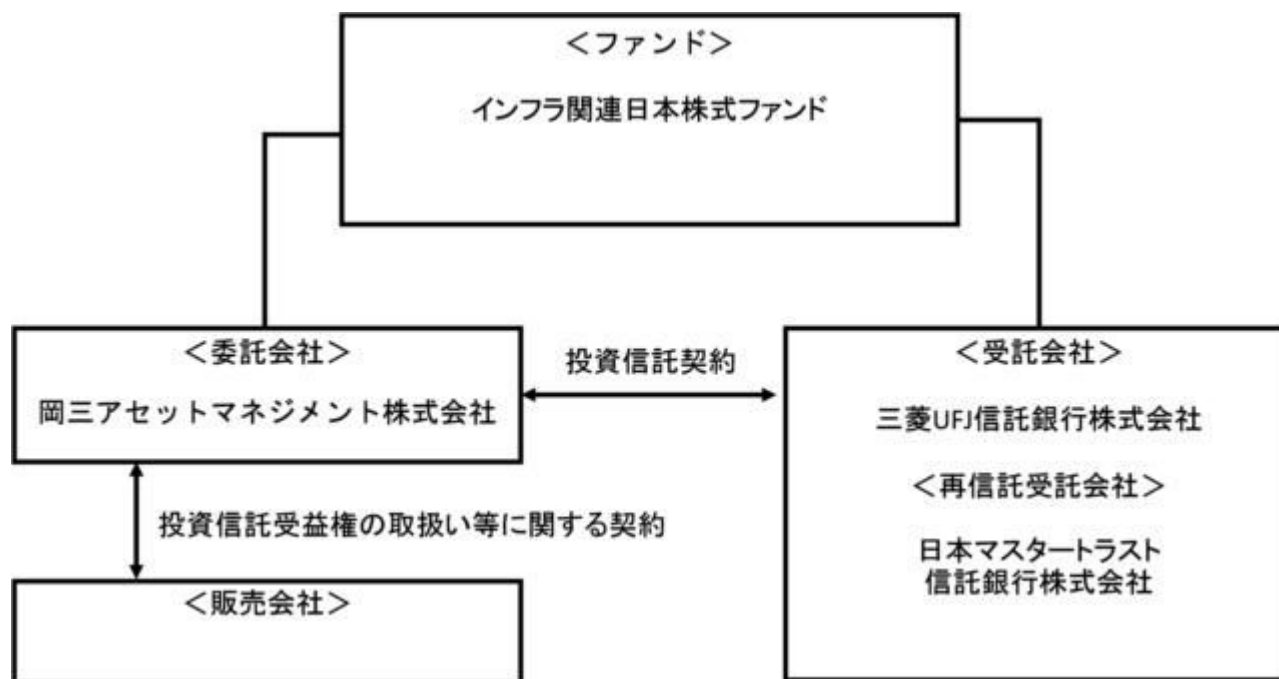 ＜ファンド＞
インフラ関連日本株式ファンド
＜委託会社＞
岡三アセットマネジメント株式会社
投資信託契約
＜受託会社＞
三菱UFJ信託銀行株式会社
＜再信託受託会社＞
日本マスタートラスト
信託銀行株式会社
投資信託受益権の取扱い等に関する契約
＜販売会社＞